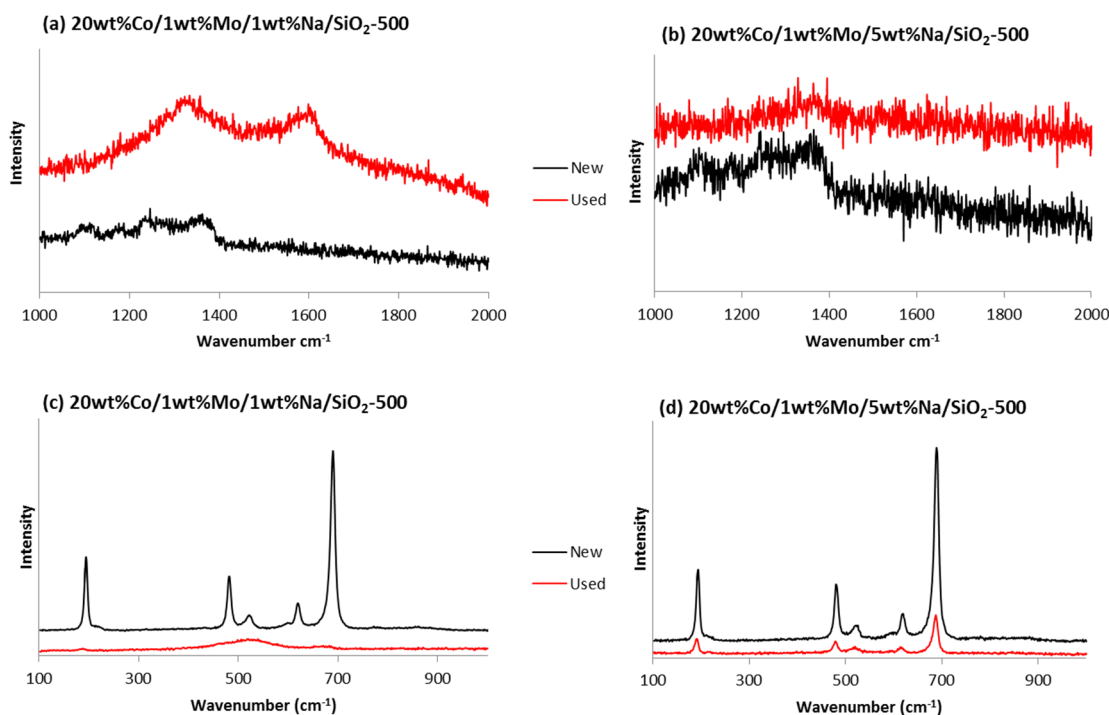 (a) 20wt%Co/1wt%Mo/1wt%Na/SiO₂-500
Intensity
1000 1200 1400 1600 1800 2000
Wavenumber cm⁻¹
New
Used
(b) 20wt%Co/1wt%Mo/5wt%Na/SiO₂-500
Intensity
1000 1200 1400 1600 1800 2000
Wavenumber cm⁻¹
(c) 20wt%Co/1wt%Mo/1wt%Na/SiO₂-500
Intensity
100 300 500 700 900
Wavenumber (cm⁻¹)
New
Used
(d) 20wt%Co/1wt%Mo/5wt%Na/SiO₂-500
Intensity
100 300 500 700 900
Wavenumber (cm⁻¹)